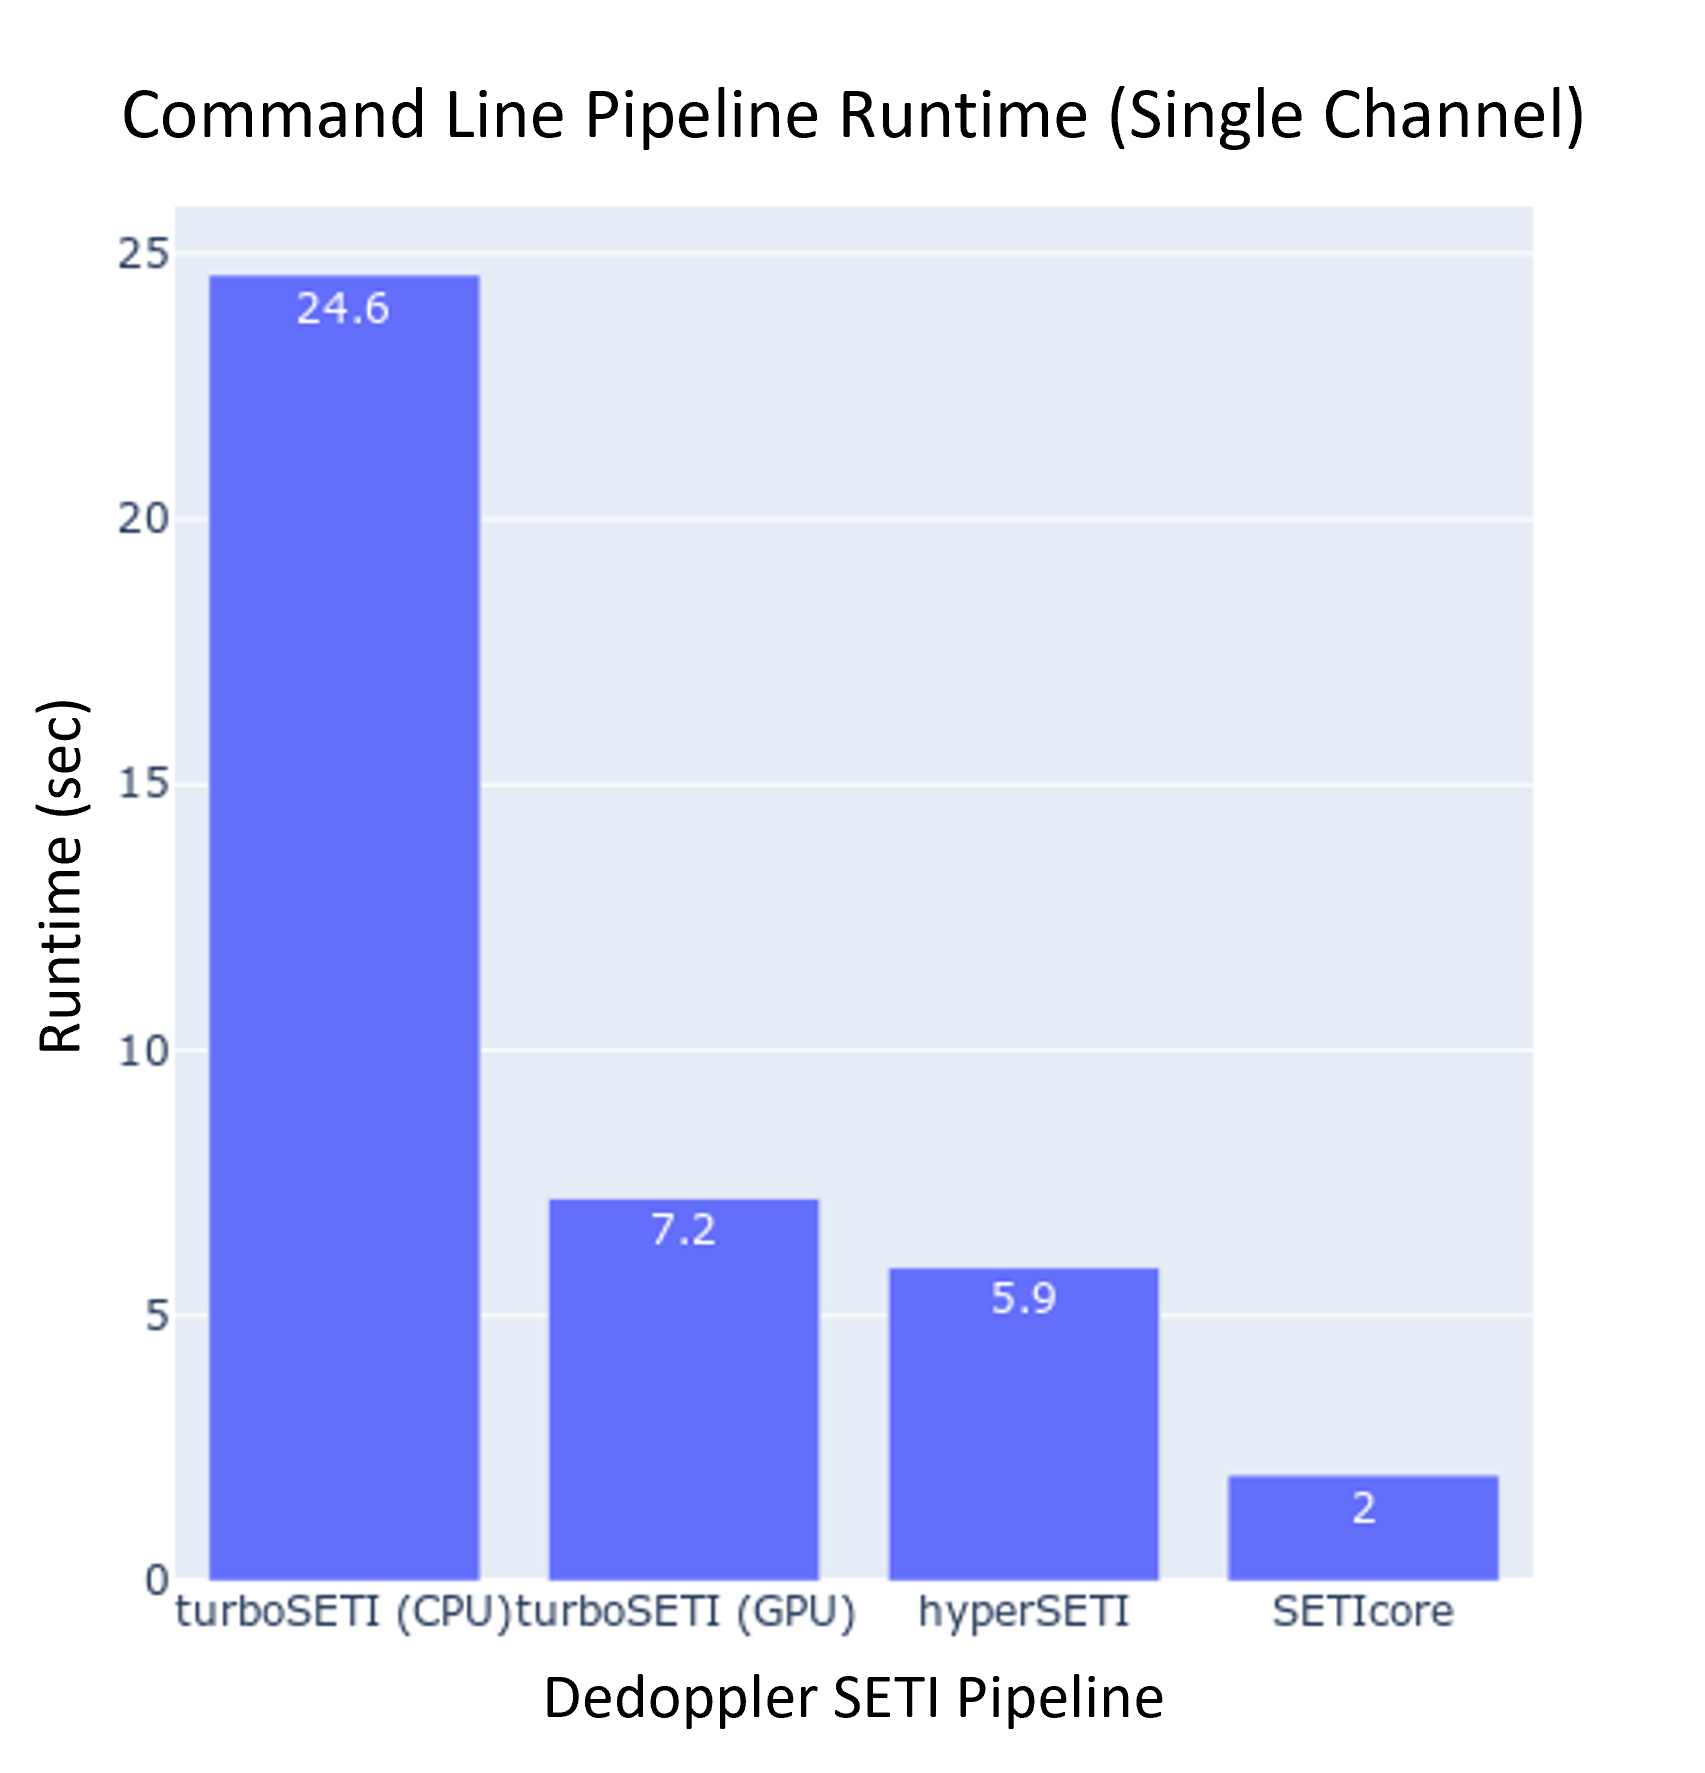 Command Line Pipeline Runtime (Single Channel)
25
24.6
20
15
Runtime (sec)
10
7.2
5.9
5
2
0
turboSETI (CPU) turboSETI (GPU) hyperSETI SETIcore
Dedoppler SETI Pipeline